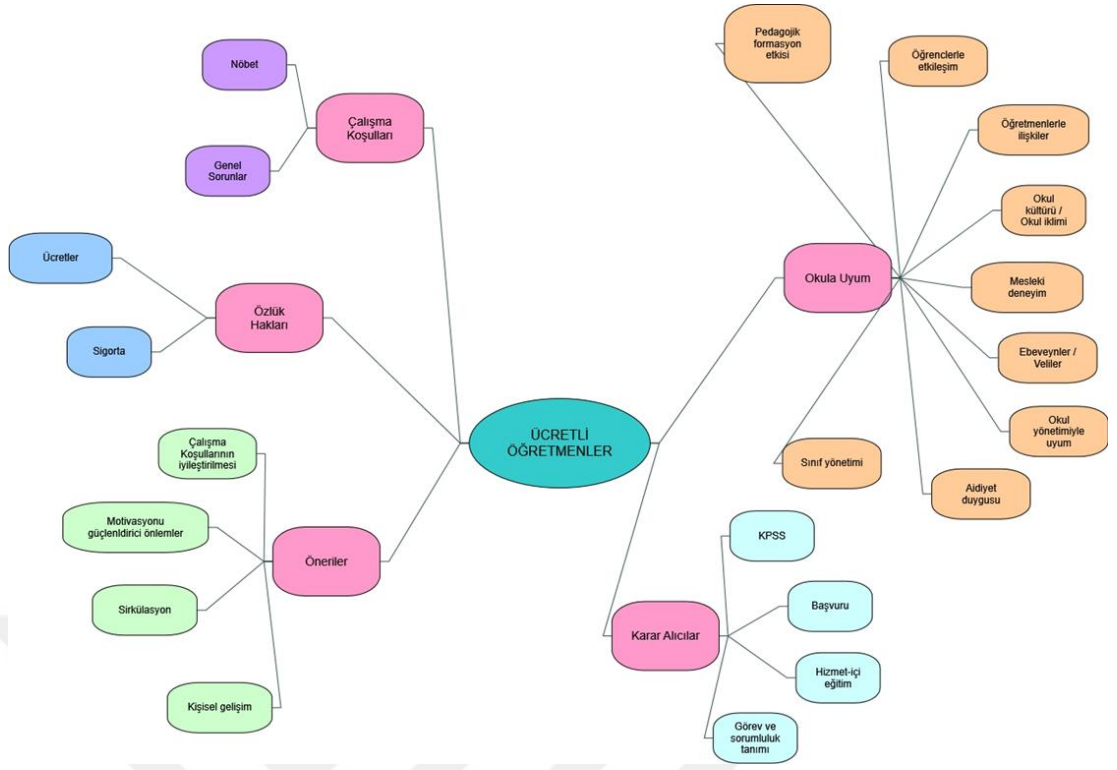 Nöbet
Genel
Sorunlar
Çalışma
Koşulları
Ücretler
Sigorta
Özlük
Hakları
Çalışma
Koşullarının
iyileştirilmesi
Motivasyonu
güçlenldirici önlemler
Sirkülasyon
Kişisel gelişim
Öneriler
ÜCRETLİ
ÖĞRETMENLER
Pedagojik
formasyon
etkisi
Öğrenclerle
etkileşim
Öğretmenlerle
ilişkiler
Okul
kültürü /
Okul iklimi
Mesleki
deneyim
Ebeveynler /
Veliler
Okul
yönetimiyle
uyum
Aidiyet
duygusu
Sınıf yönetimi
Okula Uyum
KPSS
Başvuru
Hizmet-içi
eğitim
Görev ve
sorumluluk
tanımı
Karar Alıcılar